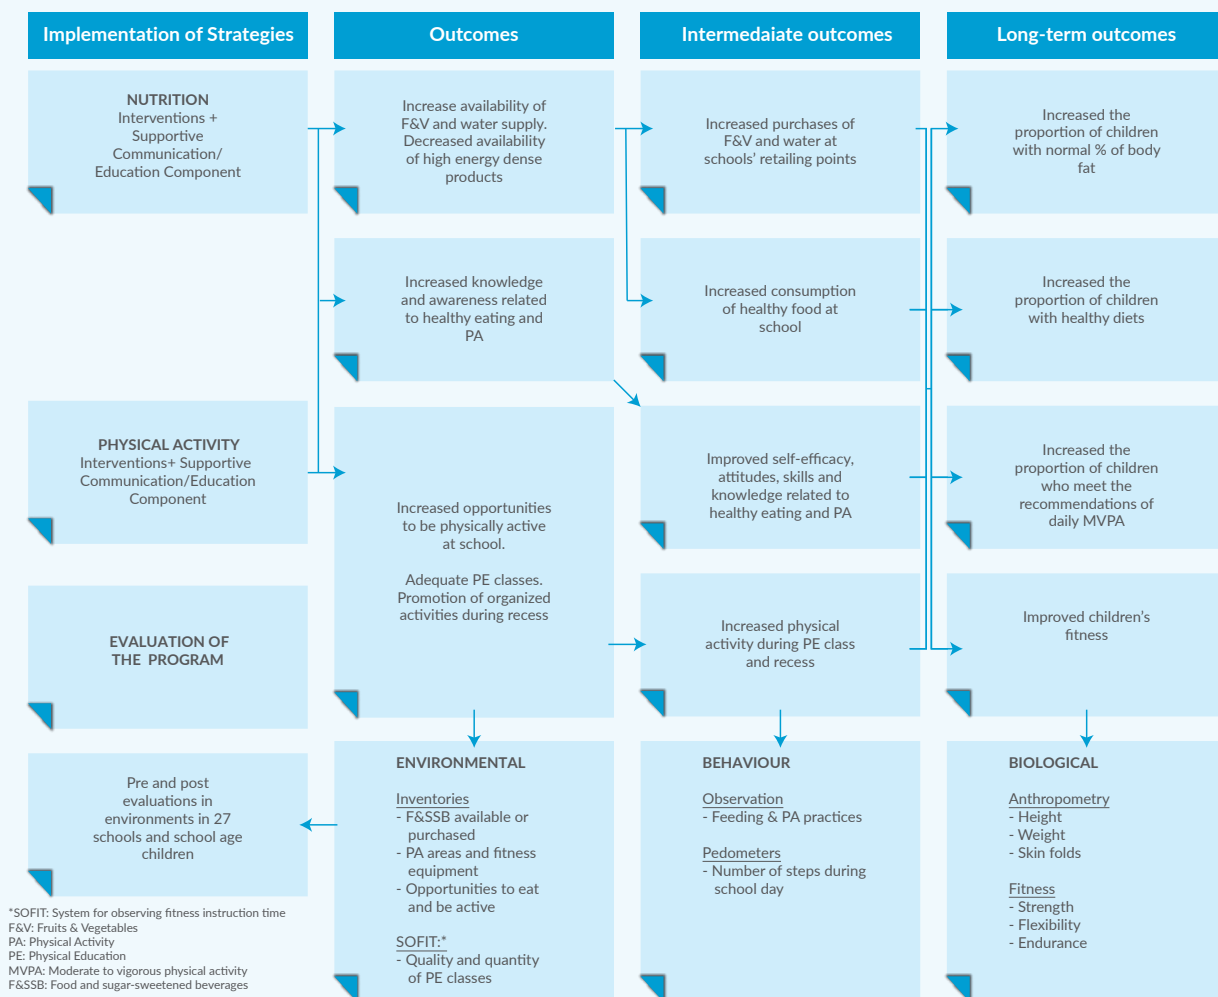 Implementation of Strategies
Outcomes
Intermedaiate outcomes
Long-term outcomes
NUTRITION
Interventions +
Supportive
Communication/
Education Component
Increase availability of
F&V and water supply.
Decreased availability
of high energy dense
products
Increased purchases of
F&V and water at
schools' retailing points
Increased the
proportion of children
with normal % of body
fat
Increased knowledge
and awareness related
to healthy eating and
PA
Increased consumption
of healthy food at
school
Increased the
proportion of children
with healthy diets
PHYSICAL ACTIVITY
Interventions+ Supportive
Communication/Education
Component
Increased opportunities
to be physically active
at school.
Adequate PE classes.
Promotion of organized
activities during recess
Improved self-efficacy,
attitudes, skills and
knowledge related to
healthy eating and PA
Increased the
proportion of children
who meet the
recommendations of
daily MVPA
EVALUATION OF
THE PROGRAM
Increased physical
activity during PE class
and recess
Improved children's
fitness
Pre and post
evaluations in
environments in 27
schools and school age
children
ENVIRONMENTAL
Inventories
- F&SSB available or
purchased
- PA areas and fitness
equipment
- Opportunities to eat
and be active
SOFIT:*
- Quality and quantity
of PE classes
BEHAVIOUR
Observation
- Feeding & PA practices
Pedometers
- Number of steps during
school day
BIOLOGICAL
Anthropometry
- Height
- Weight
- Skin folds
Fitness
- Strength
- Flexibility
- Endurance
*SOFIT: System for observing fitness instruction time
F&V: Fruits & Vegetables
PA: Physical Activity
PE: Physical Education
MVPA: Moderate to vigorous physical activity
F&SSB: Food and sugar-sweetened beverages